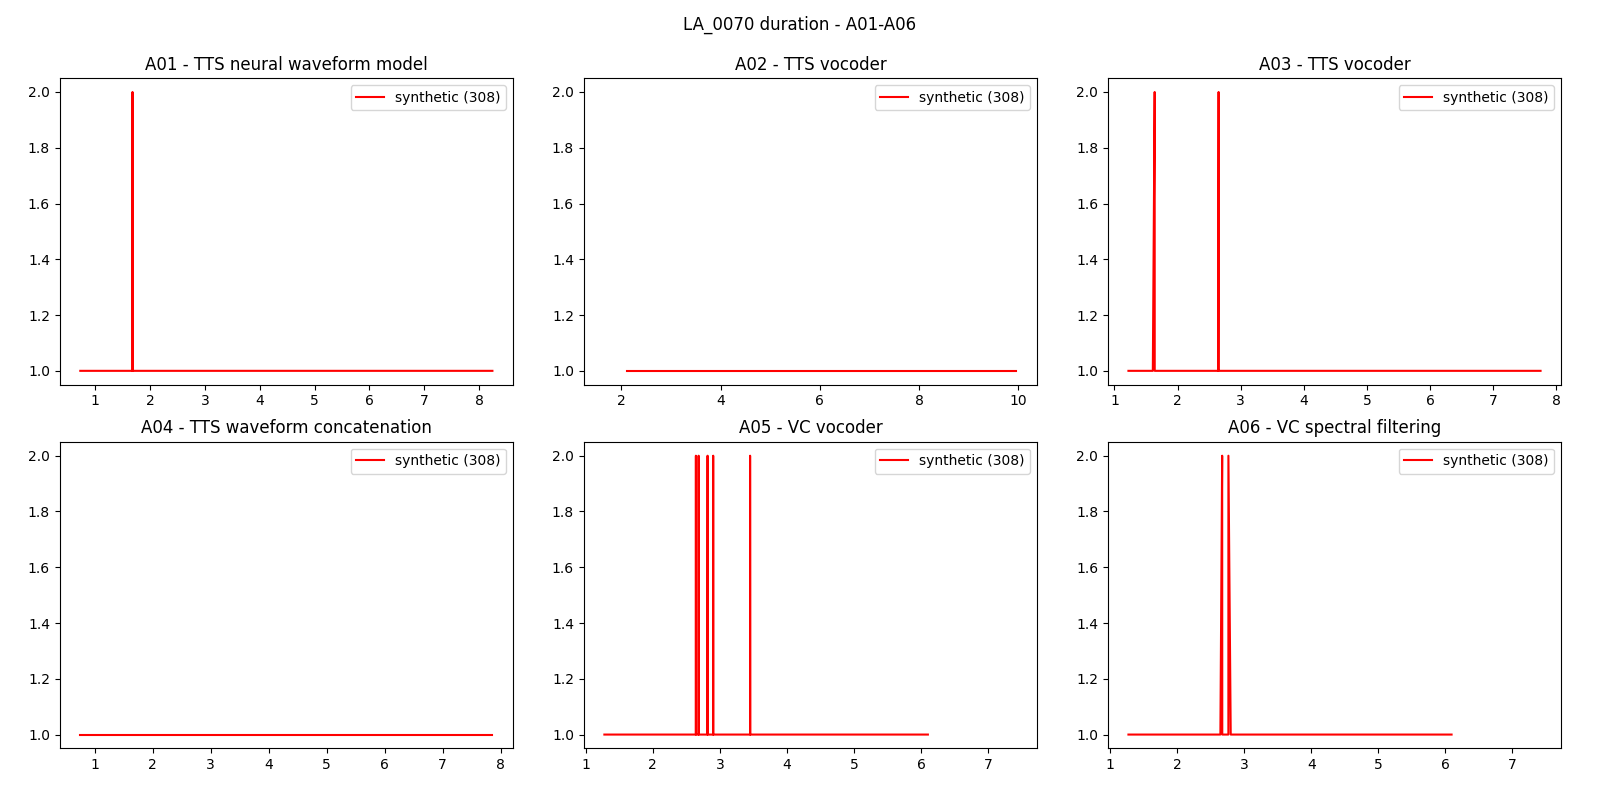 LA_0070 duration - A01-A06
A01 - TTS neural waveform model
A02 - TTS vocoder
A03 - TTS vocoder
synthetic (308)
synthetic (308)
synthetic (308)
2.0
1.8
1.6
1.4
1.2
1.0
2.0
1.8
1.6
1.4
1.2
1.0
2.0
1.8
1.6
1.4
1.2
1.0
1 2 3 4 5 6 7 8
2 4 6 8 10
1 2 3 4 5 6 7 8
A04 - TTS waveform concatenation
A05 - VC vocoder
A06 - VC spectral filtering
synthetic (308)
synthetic (308)
synthetic (308)
2.0
1.8
1.6
1.4
1.2
1.0
2.0
1.8
1.6
1.4
1.2
1.0
2.0
1.8
1.6
1.4
1.2
1.0
1 2 3 4 5 6 7 8
1 2 3 4 5 6 7
1 2 3 4 5 6 7